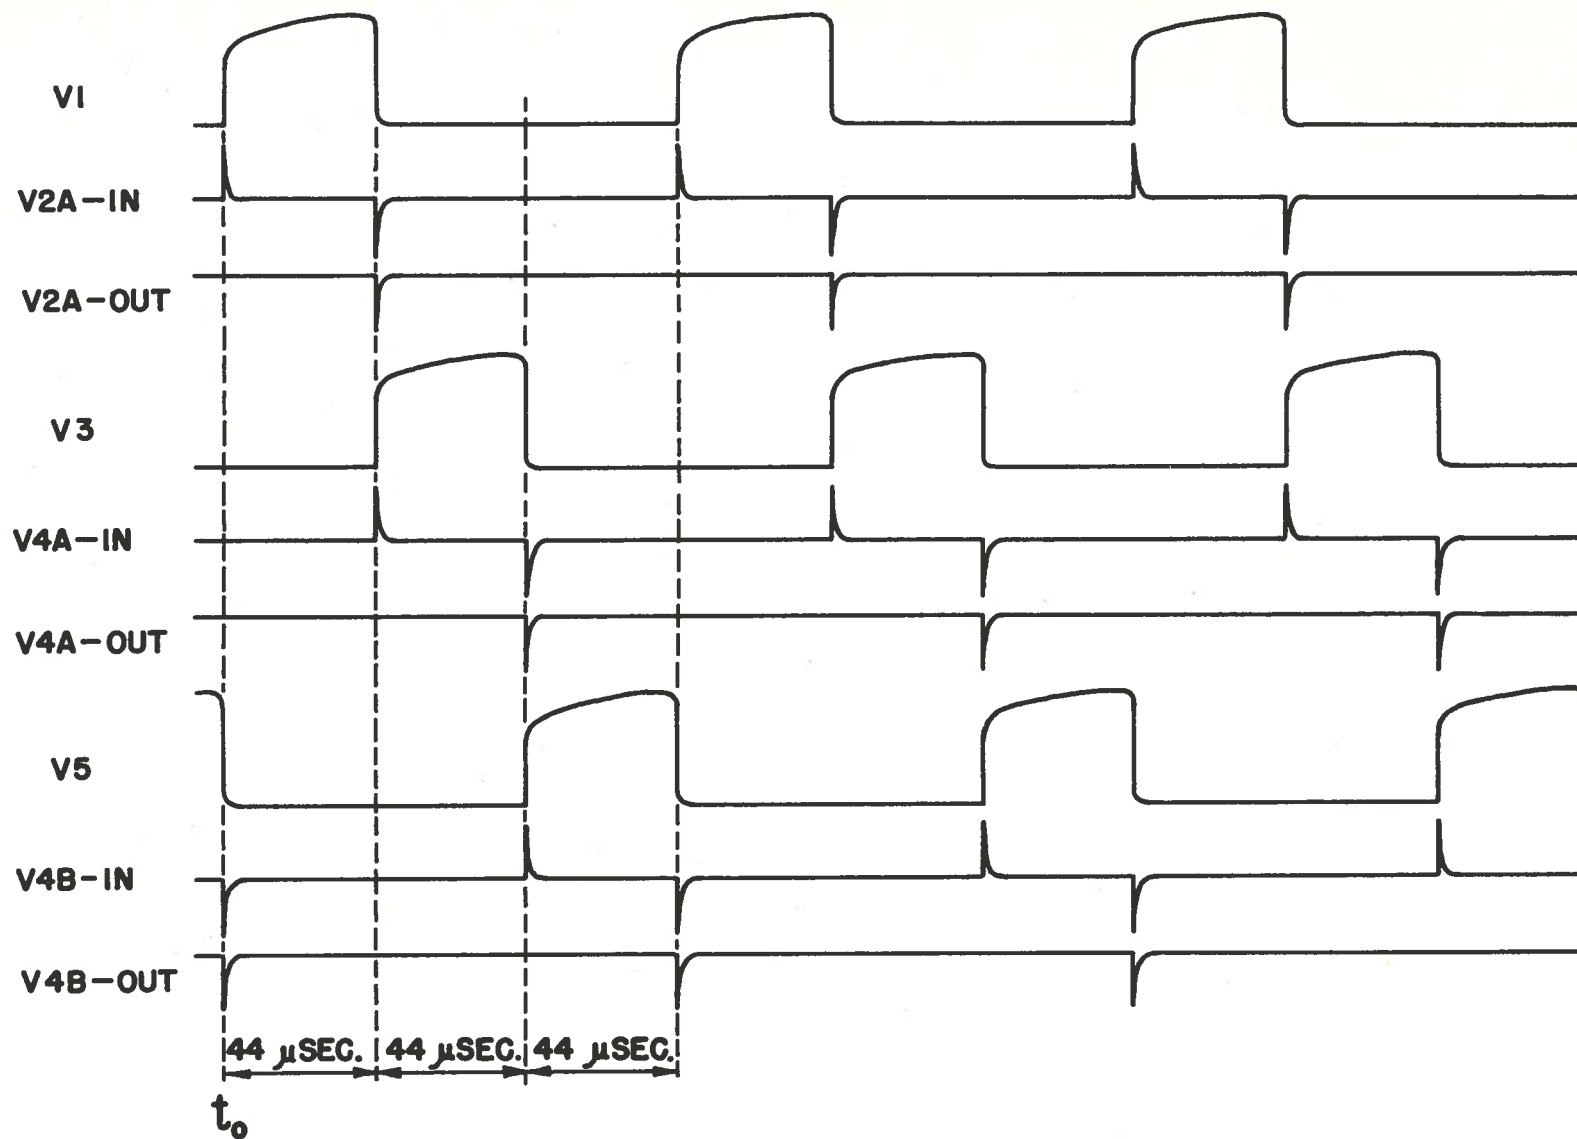 V1
V2A-IN
V2A-OUT
V3
V4A-IN
V4A-OUT
V5
V4B-IN
V4B-OUT
44 µSEC. 44 µSEC. 44 µSEC.
t₀